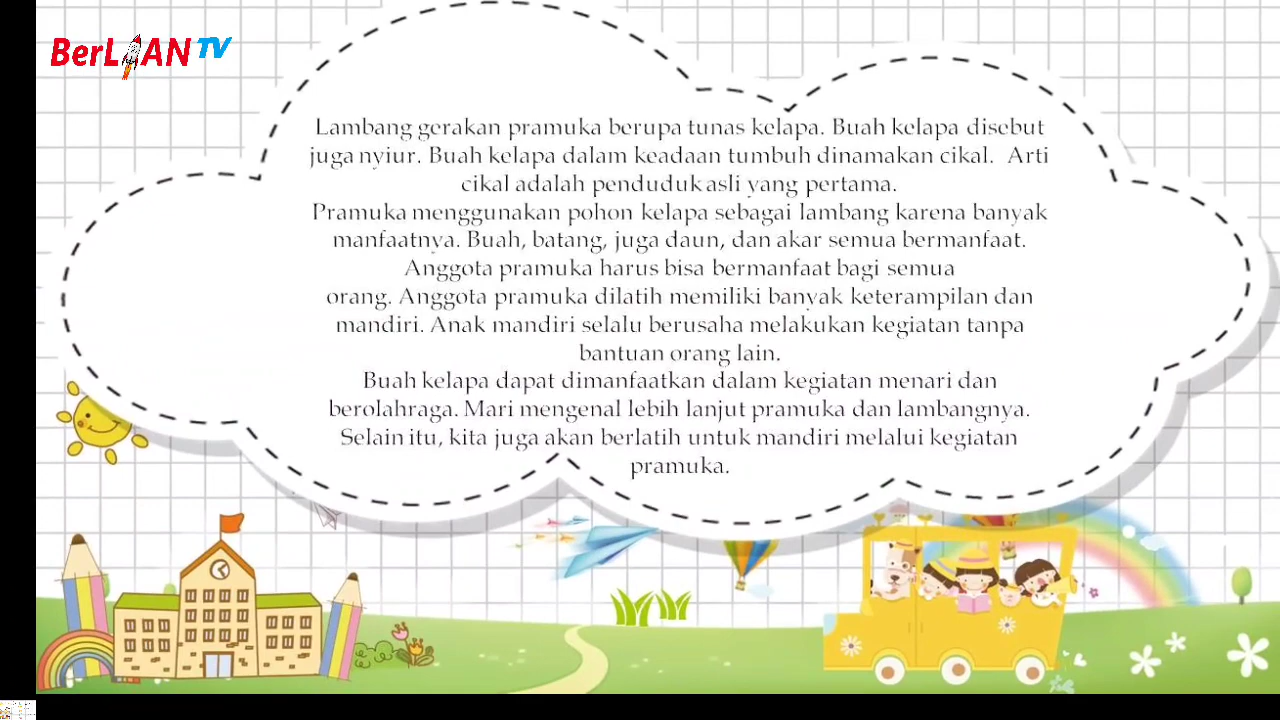 BerLIAN TV
Lambang gerakan pramuka berupa tunas kelapa. Buah kelapa disebut
juga nyiur. Buah kelapa dalam keadaan tumbuh dinamakan cikal. Arti
cikal adalah penduduk asli yang pertama.
Pramuka menggunakan pohon kelapa sebagai lambang karena banyak
manfaatnya. Buah, batang, juga daun, dan akar semua bermanfaat.
Anggota pramuka harus bisa bermanfaat bagi semua
orang. Anggota pramuka dilatih memiliki banyak keterampilan dan
mandiri. Anak mandiri selalu berusaha melakukan kegiatan tanpa
bantuan orang lain.
Buah kelapa dapat dimanfaatkan dalam kegiatan menari dan
berolahraga. Mari mengenal lebih lanjut pramuka dan lambangnya.
Selain itu, kita juga akan berlatih untuk mandiri melalui kegiatan
pramuka.